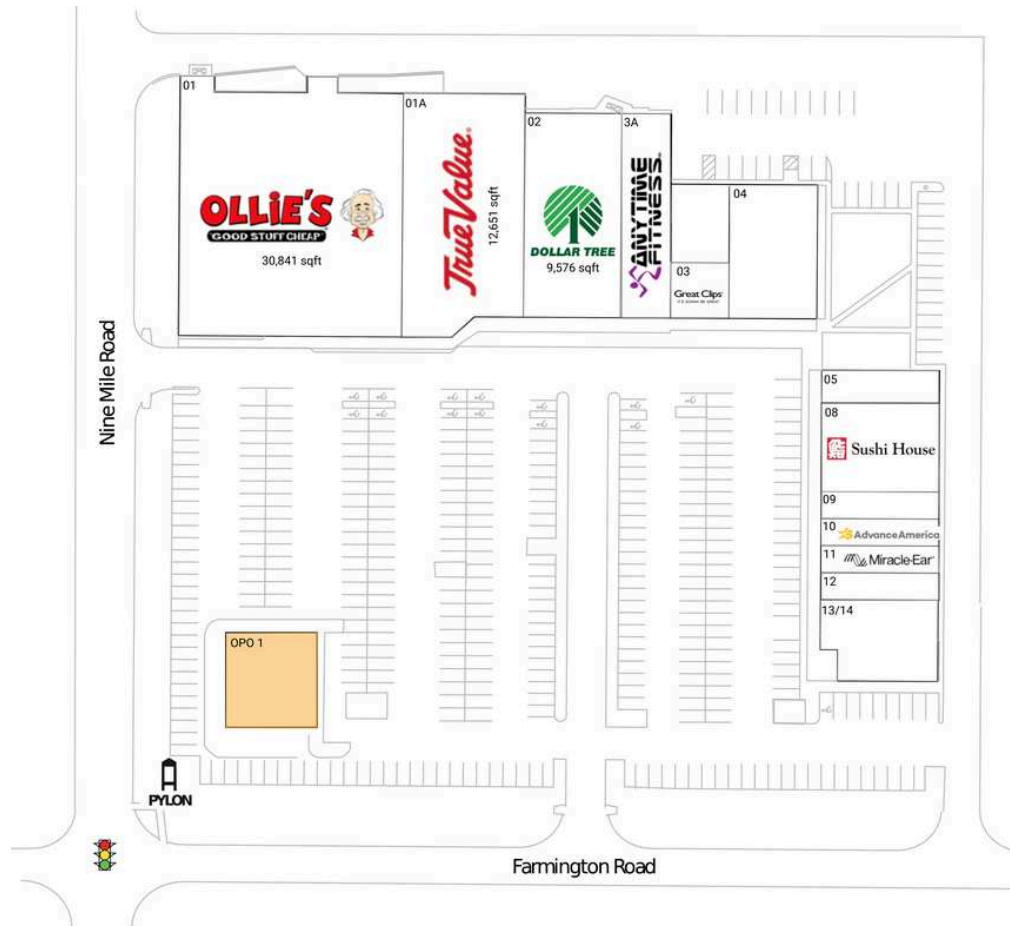 01
OLLiE'S
GOOD STUFF CHEAP
30,841 sqft
01A
True Value
12,651 sqft
02
DOLLAR TREE
9,576 sqft
3A
ANYTIME
FITNESS
03
Great Clips
04
05
08
Sushi House
09
10
Advance America
11
Miracle-Ear
12
13/14
Nine Mile Road
OPO 1
PYLON
Farmington Road